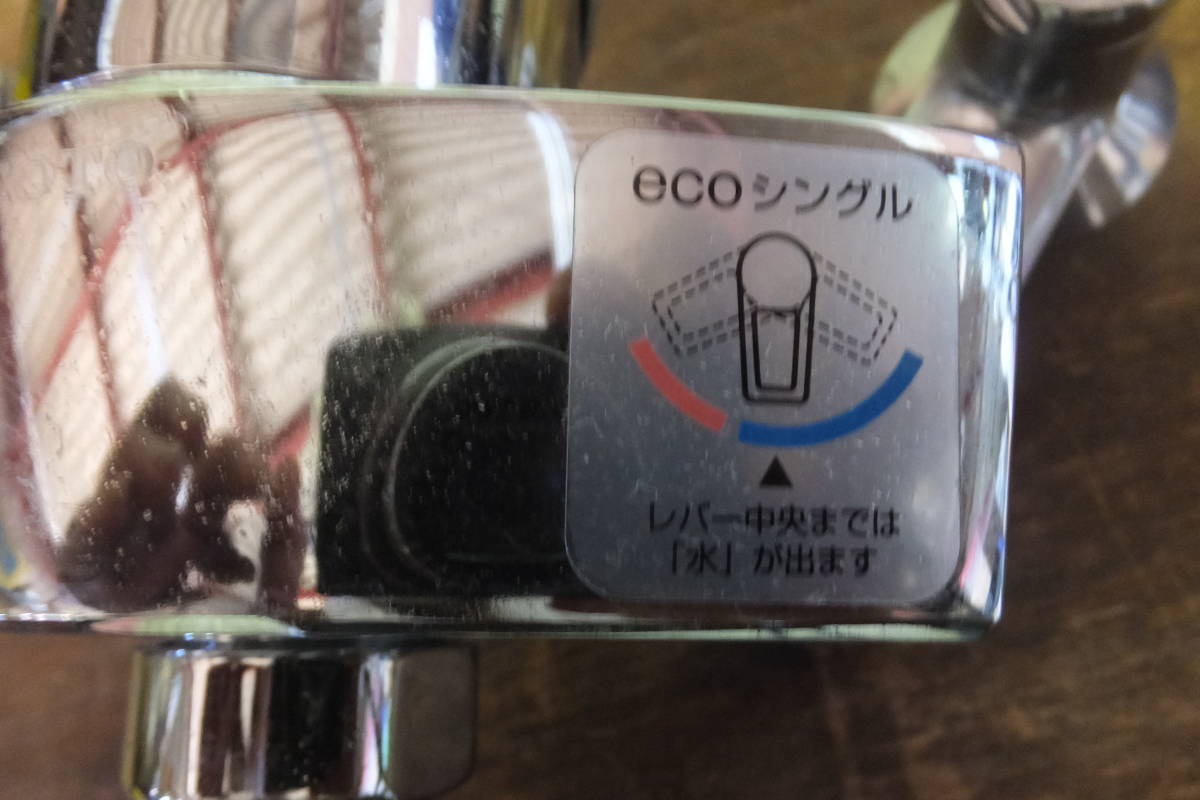 ecoシングル
レバー中央までは
「水」が出ます